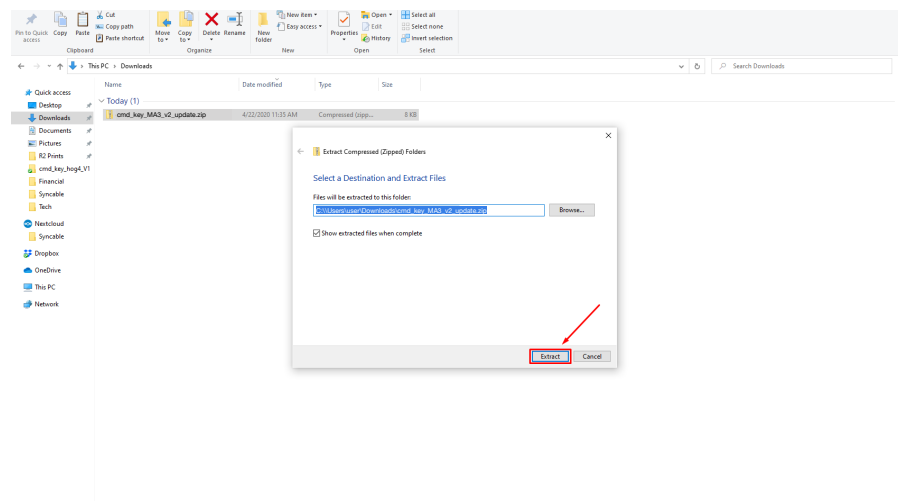 Cut
Copy path
Paste shortcut
Pin to Quick access
Copy
Paste
Clipboard
Move to
Copy to
Delete
Rename
Organize
New folder
New item
Easy access
New
Properties
Open
Edit
History
Open
Select all
Select none
Invert selection
Select
This PC › Downloads
Search Downloads
Quick access
Desktop
Downloads
Documents
Pictures
R2 Prints
cmd_key_hog4_V1
Financial
Syncable
Tech
Nextcloud
Syncable
Dropbox
OneDrive
This PC
Network
Name Date modified Type Size
Today (1)
cmd_key_MA3_v2_update.zip 4/22/2020 11:35 AM Compressed (zipp... 8 KB
Extract Compressed (Zipped) Folders
Select a Destination and Extract Files
Files will be extracted to this folder:
C:\\Users\user\Downloads\cmd_key_MA3_v2_update.zip
Browse...
Show extracted files when complete
Extract
Cancel